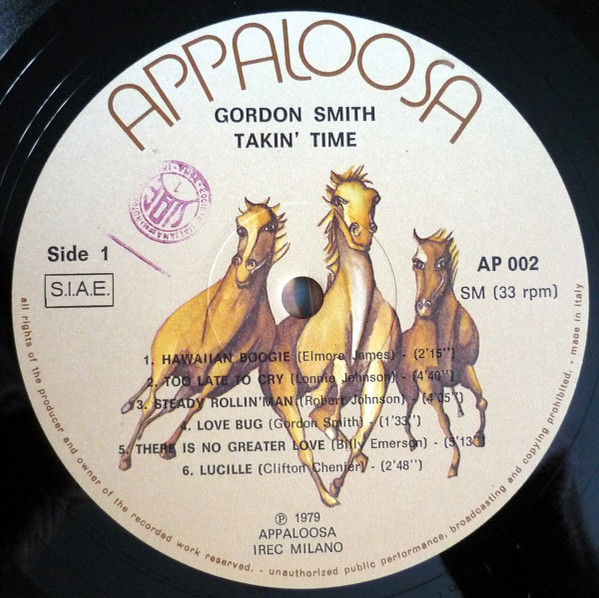 APPALOOSA
GORDON SMITH
TAKIN' TIME
Side 1
S.I.A.E.
AP 002
SM (33 rpm)
1. HAWAIIAN BOOGIE (Elmore James) - (2'15")
2. TOO LATE TO CRY (Lonnie Johnson) - (4'40")
3. STEADY ROLLIN'MAN (Robert Johnson) - (4'05")
4. LOVE BUG (Gordon Smith) - (1'33")
5. THERE IS NO GREATER LOVE (Billy Emerson) - (5'13")
6. LUCILLE (Clifton Chenier) - (2'48")
℗ 1979
APPALOOSA
IREC MILANO
all rights of the producer and owner of the recorded work reserved. - unauthorized public performance, broadcasting and copying prohibited. - made in Italy
SIAE